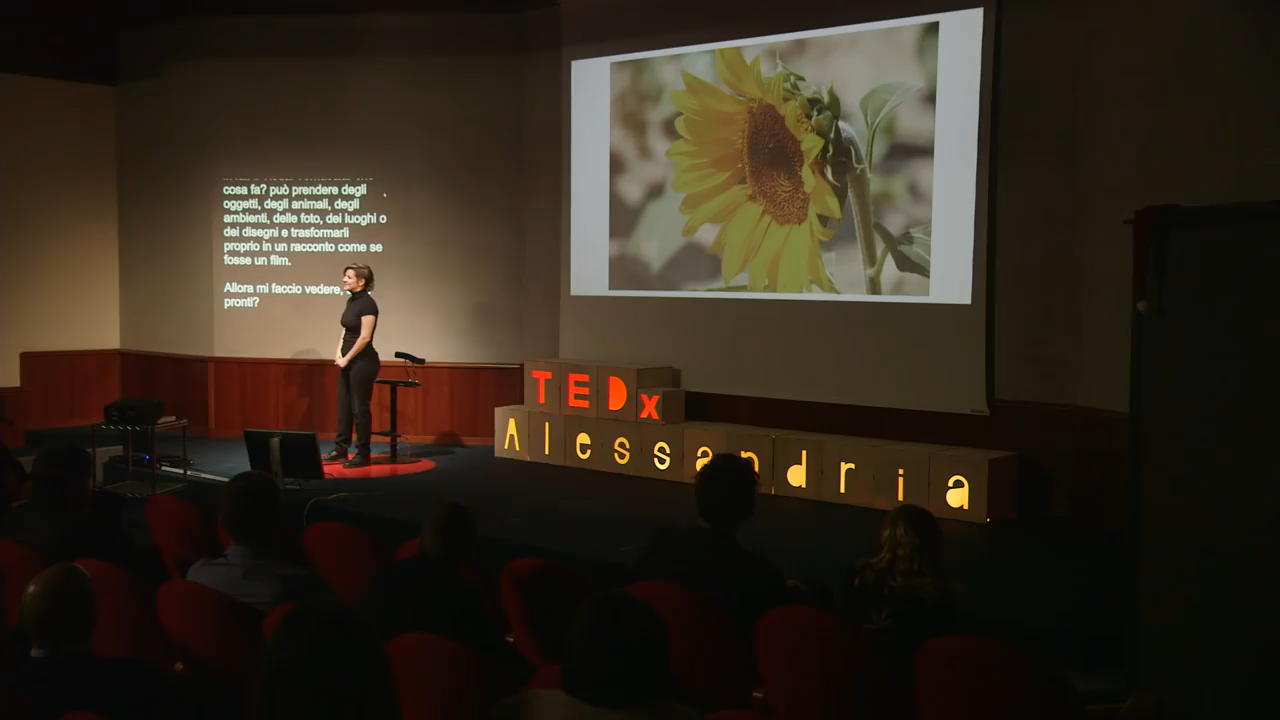 cosa fa? può prendere degli
oggetti, degli animali, degli
ambienti, delle foto, dei luoghi o
dei disegni e trasformarli
proprio in un racconto come se
fosse un film.
Allora mi faccio vedere,
pronti?
TEDx
Alessandria